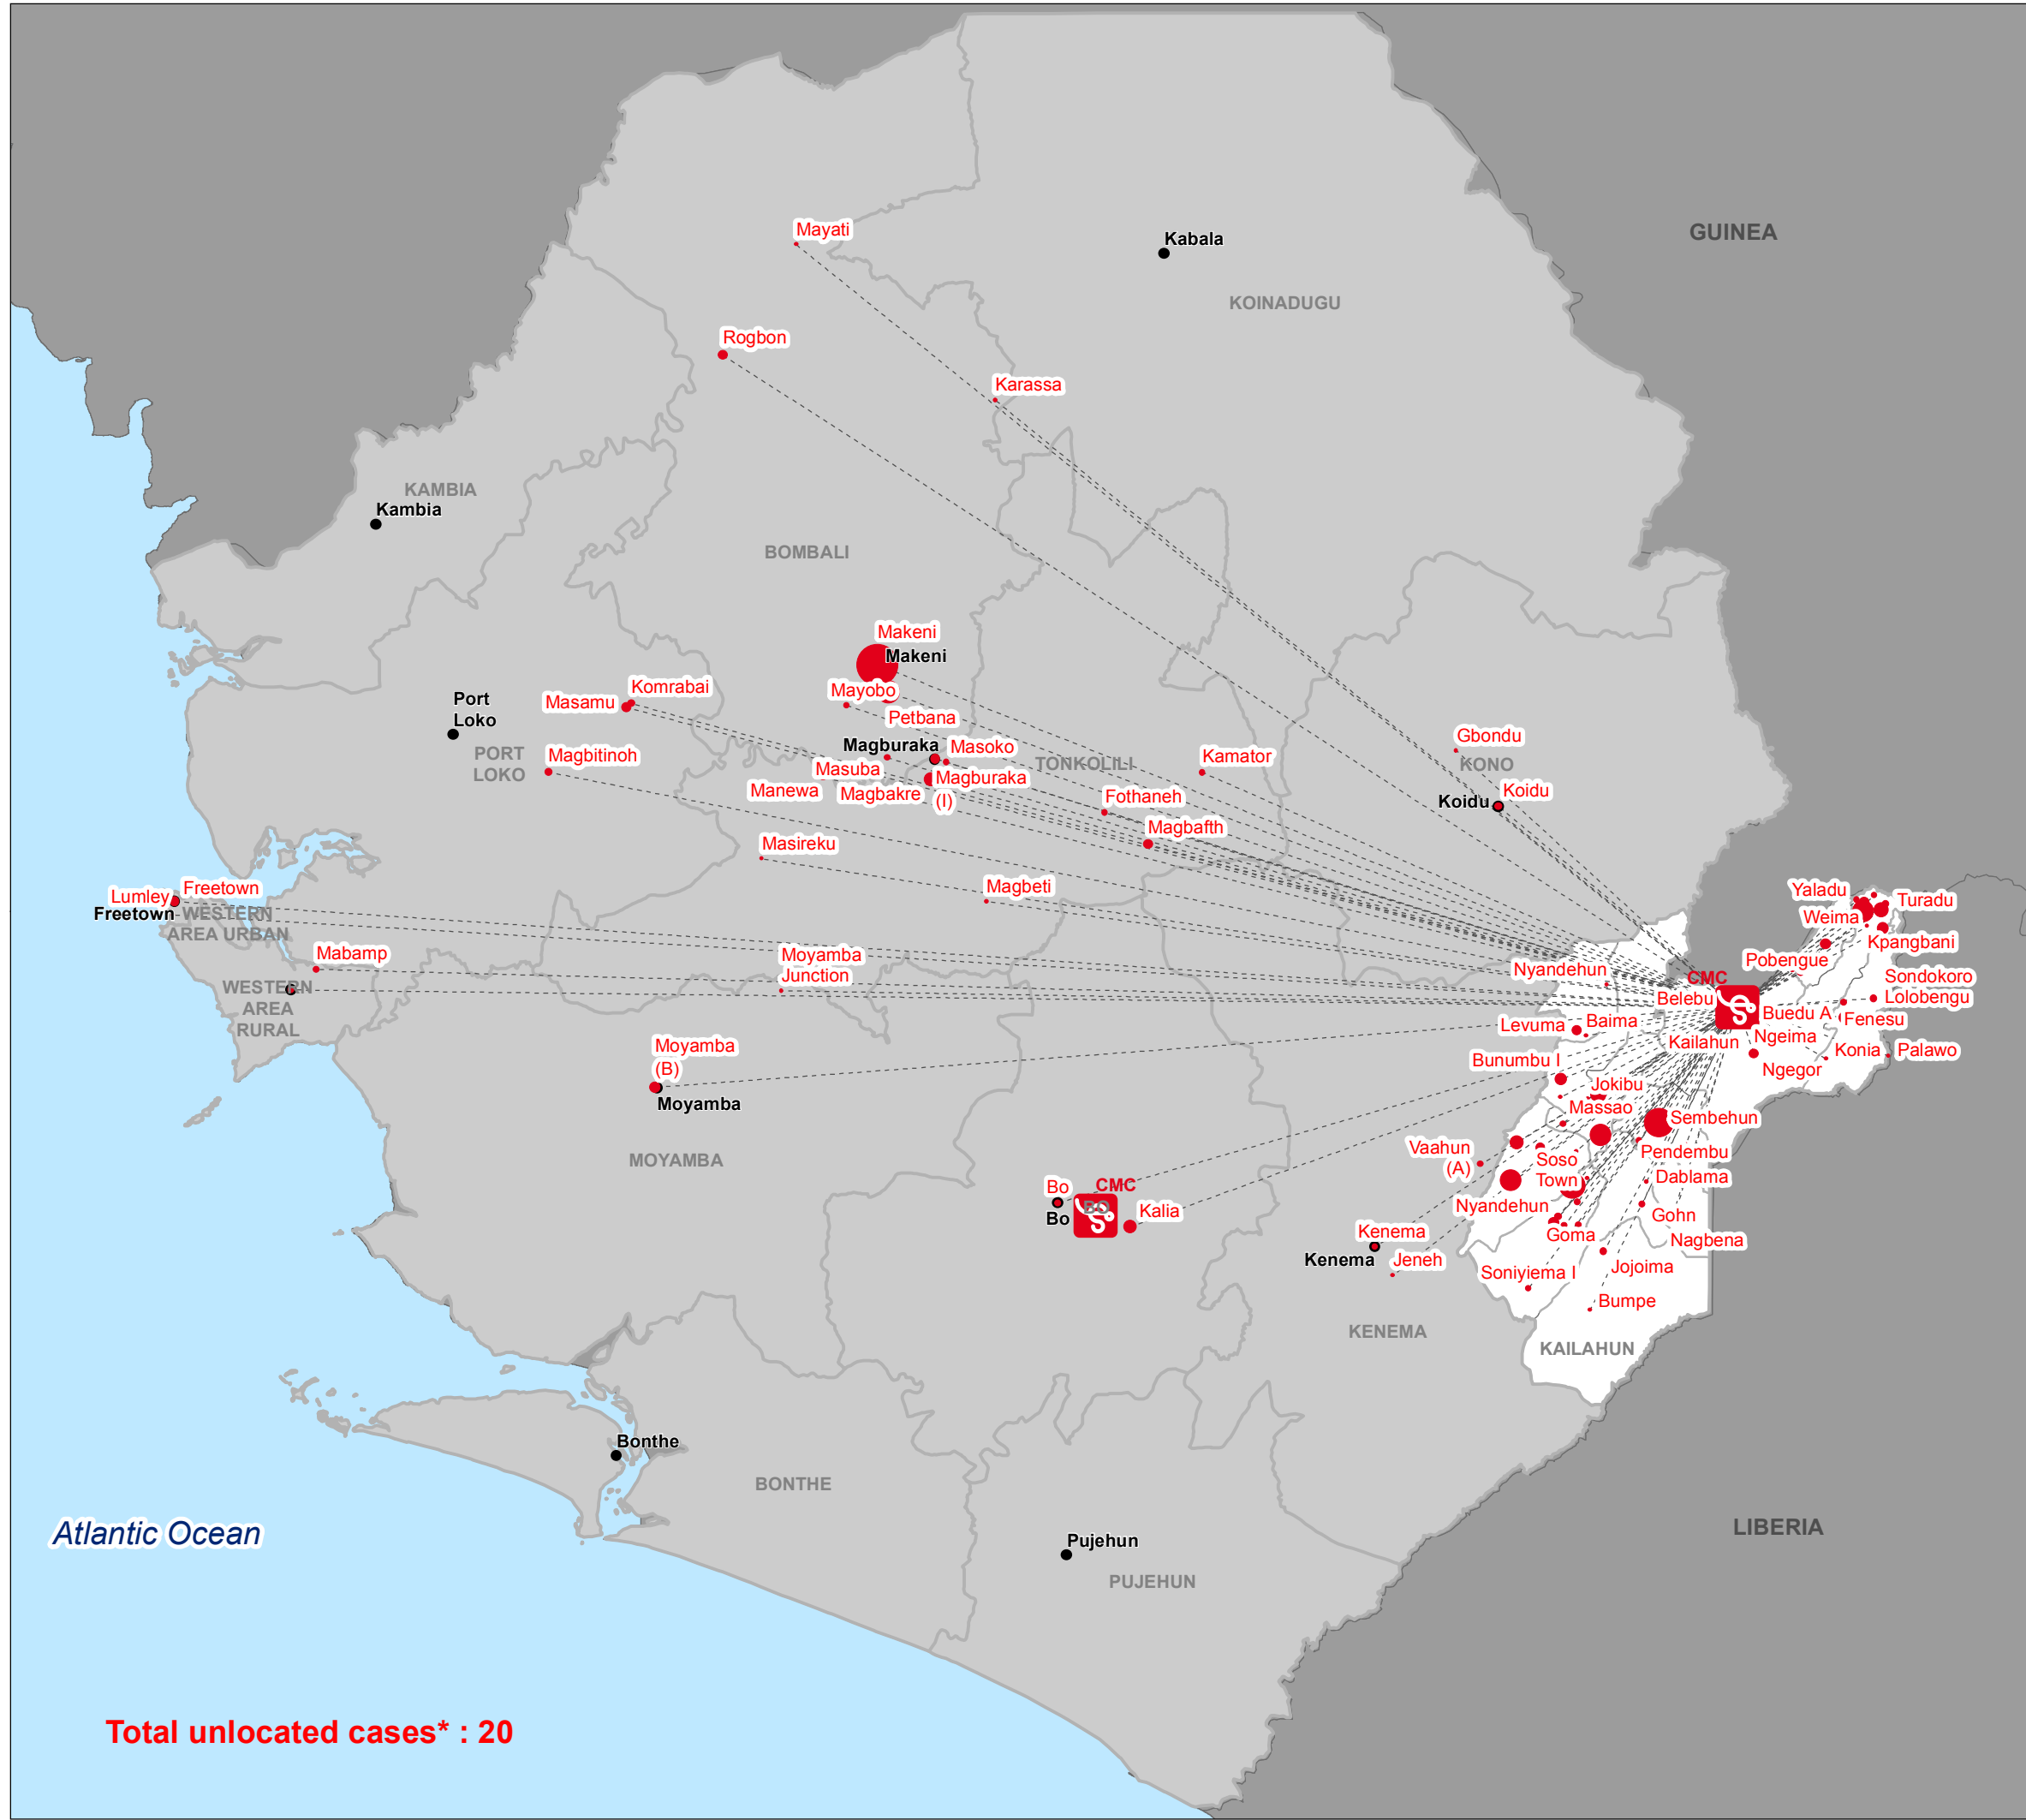 GUINEA
Mayati
Kabala
KOINADUGU
Rogbon
Karassa
KAMBIA
Kambia
BOMBALI
Makeni
Makeni
Komrabai
Masamu
Mayobo
Petbana
Port
Loko
PORT
LOKO
Magbitinoh
Magburaka
Masoko
TONKOLILI
Masuba
Magburaka
(I)
Manewa
Magbakre
Kamator
Gbondu
KONO
Koidu
Koidu
Fothaneh
Magbafth
Masireku
Magbeti
Freetown
Lumley
Freetown
WESTERN
AREA URBAN
Mabamp
WESTERN
AREA
RURAL
Moyamba
Junction
Moyamba
(B)
Moyamba
MOYAMBA
Yaladu
Turadu
Weima
Kpangbani
Pobengue
Nyandehun
CMC
Sondokoro
Belebu
Lolobengu
Buedu A
Fenesu
Levuma
Baima
Kailahun
Ngeima
Konia
Palawo
Bunumbu I
Ngegor
Jokibu
Massao
Sembehun
Vaahun
(A)
Soso
Town
Pendembu
Dablama
Nyandehun
Gohn
Goma
Nagbena
Bo
CMC
BO
Bo
Kalia
Kenema
Kenema
Jeneh
Soniyiema I
Jojoima
Bumpe
KENEMA
KAILAHUN
Bonthe
BONTHE
Atlantic Ocean
Pujehun
PUJEHUN
LIBERIA
Total unlocated cases* : 20